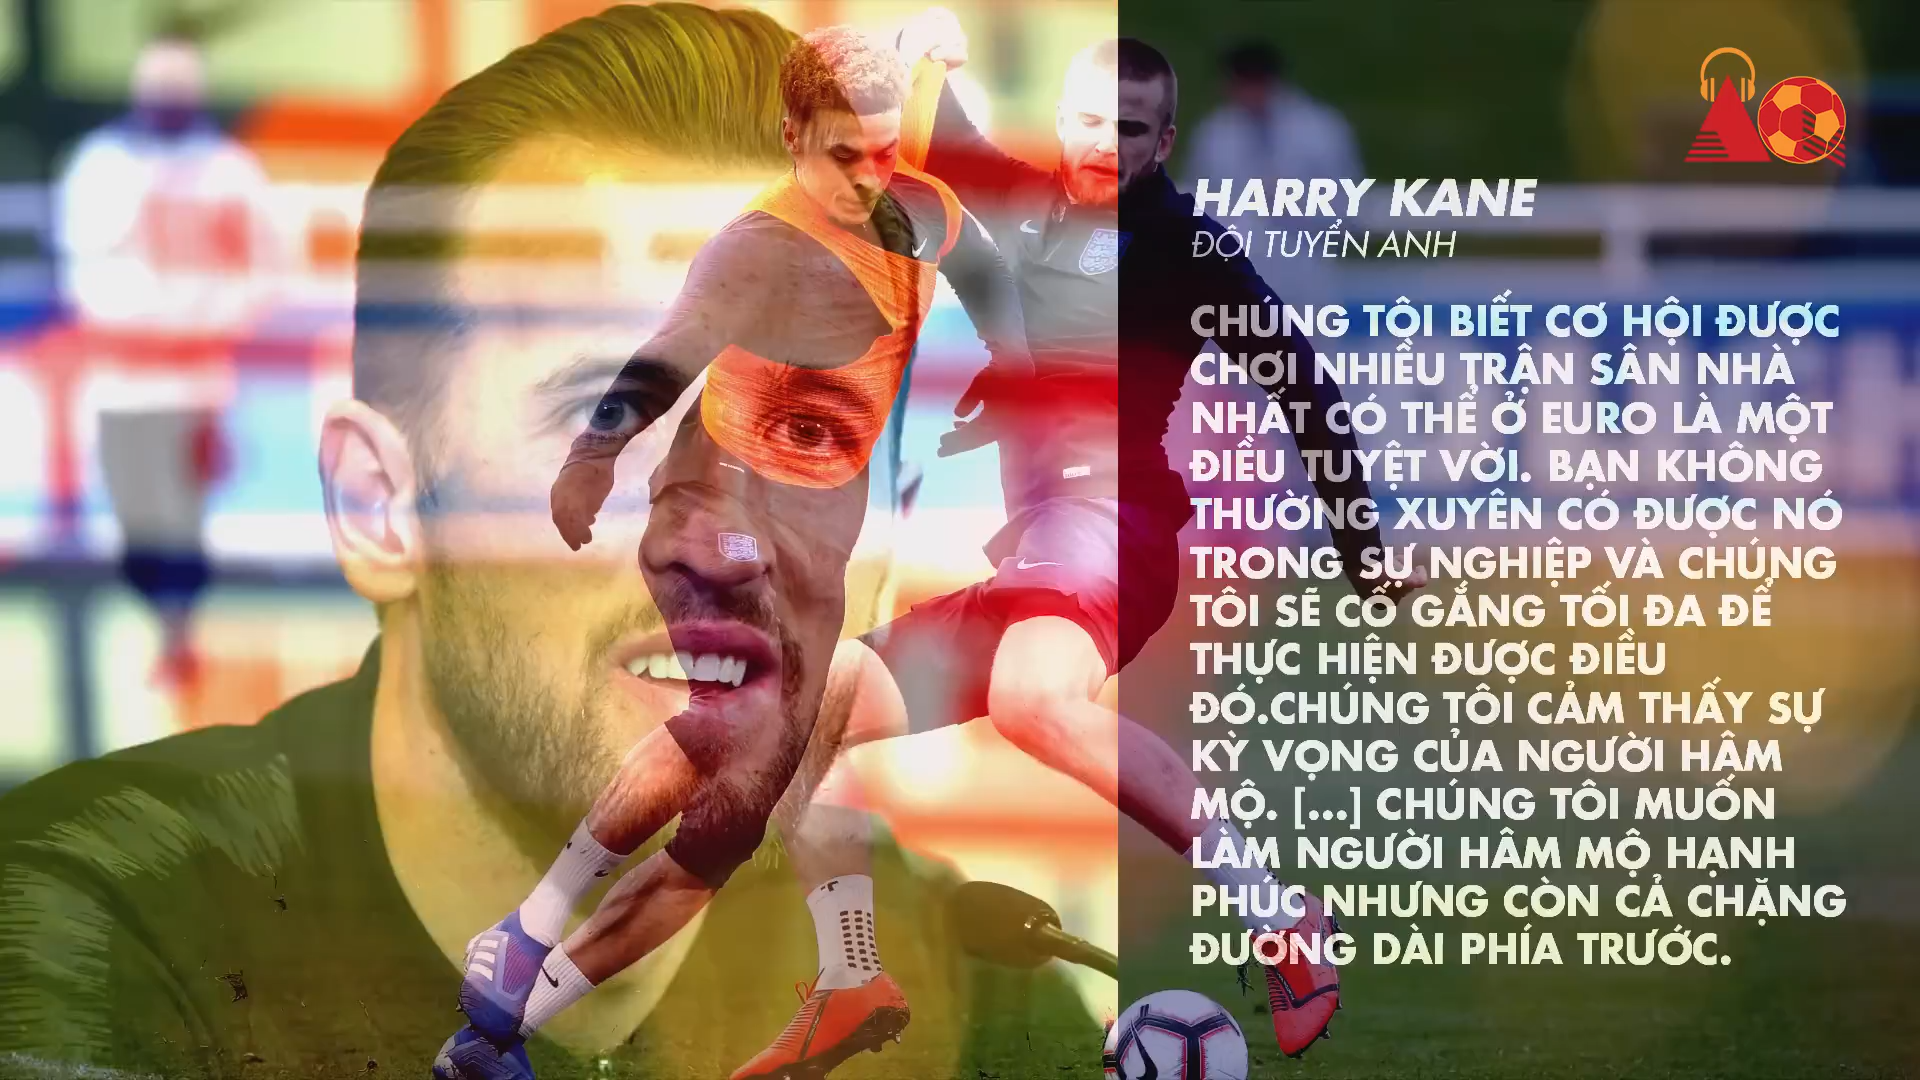 HARRY KANE
ĐỘI TUYỂN ANH
CHÚNG TÔI BIẾT CƠ HỘI ĐƯỢC
CHƠI NHIỀU TRẬN SÂN NHÀ
NHẤT CÓ THỂ Ở EURO LÀ MỘT
ĐIỀU TUYỆT VỜI. BẠN KHÔNG
THƯỜNG XUYÊN CÓ ĐƯỢC NÓ
TRONG SỰ NGHIỆP VÀ CHÚNG
TÔI SẼ CỐ GẮNG TỐI ĐA ĐỂ
THỰC HIỆN ĐƯỢC ĐIỀU
ĐÓ.CHÚNG TÔI CẢM THẤY SỰ
KỲ VỌNG CỦA NGƯỜI HÂM
MỘ. [...] CHÚNG TÔI MUỐN
LÀM NGƯỜI HÂM MỘ HẠNH
PHÚC NHƯNG CÒN CẢ CHẶNG
ĐƯỜNG DÀI PHÍA TRƯỚC.